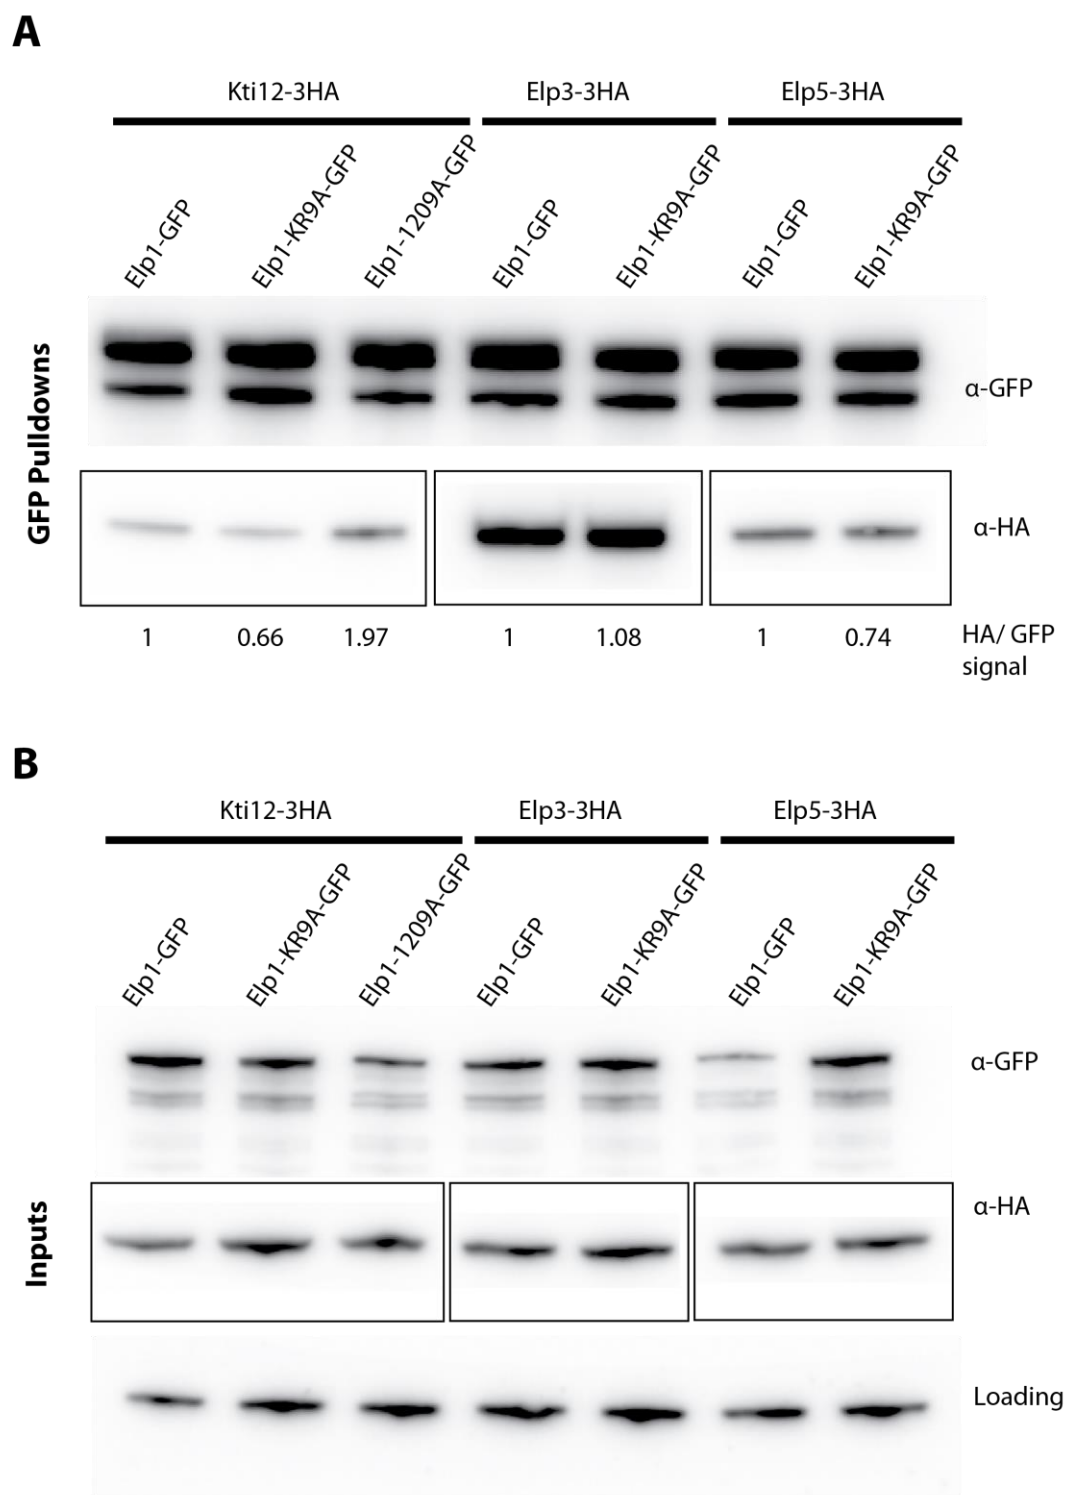 A
Kti12-3HA Elp3-3HA Elp5-3HA
Elp1-GFP Elp1-KR9A-GFP Elp1-1209A-GFP Elp1-GFP Elp1-KR9A-GFP Elp1-GFP Elp1-KR9A-GFP
GFP Pulldowns
α-GFP
α-HA
1 0.66 1.97 1 1.08 1 0.74 HA/ GFP
signal
B
Kti12-3HA Elp3-3HA Elp5-3HA
Elp1-GFP Elp1-KR9A-GFP Elp1-1209A-GFP Elp1-GFP Elp1-KR9A-GFP Elp1-GFP Elp1-KR9A-GFP
Inputs
α-GFP
α-HA
Loading